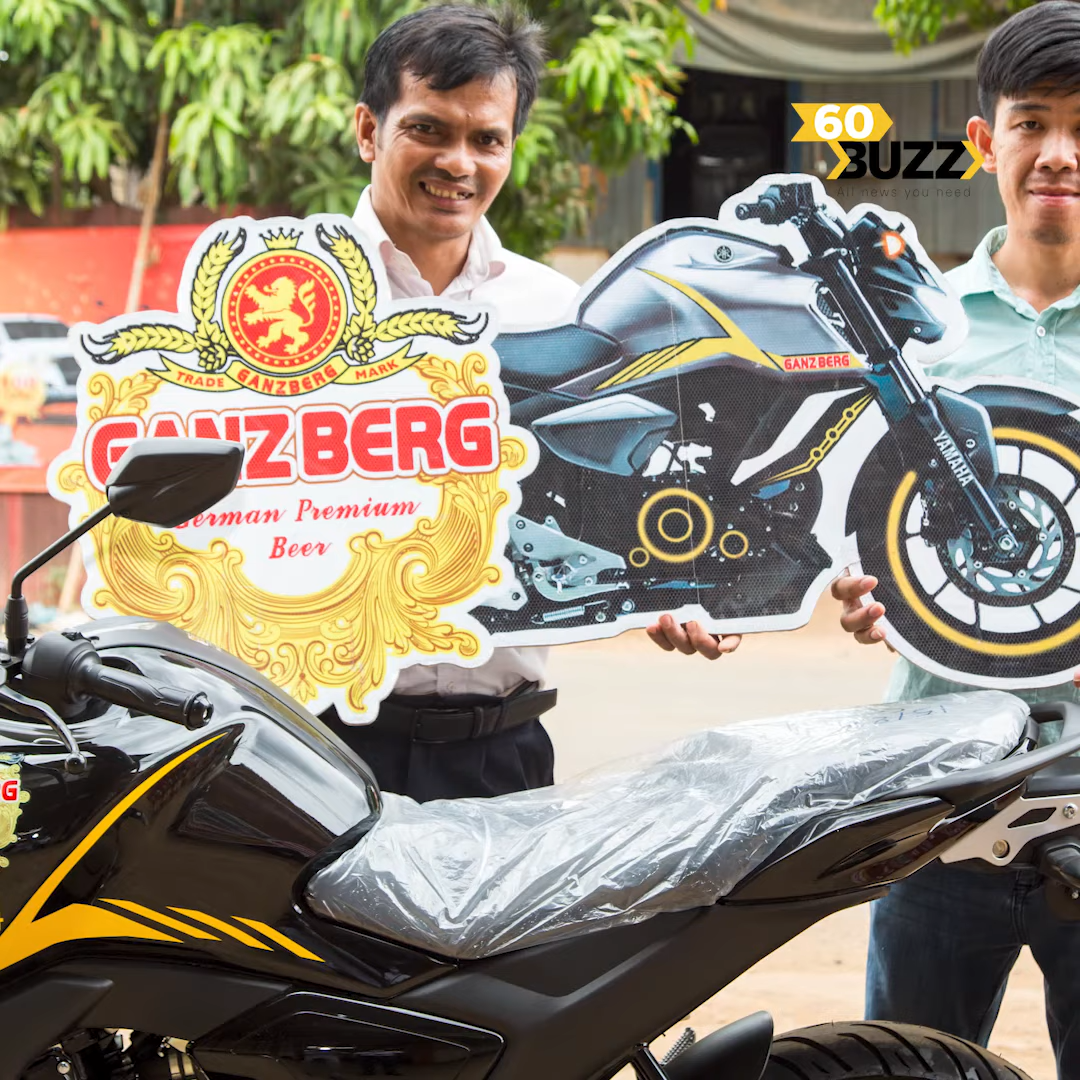 60
BUZZ
All news you need
TRADE GANZBERG MARK
GANZBERG
German Premium
Beer
GANZBERG
YAMAHA
G